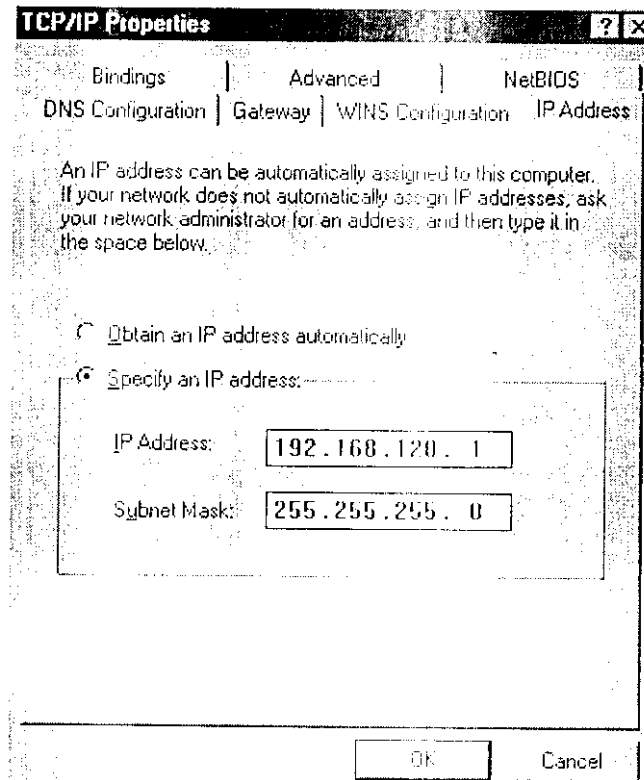 TCP/IP Properties ? X
Bindings Advanced NetBIOS
DNS Configuration Gateway WINS Configuration IP Address
An IP address can be automatically assigned to this computer.
If your network does not automatically assign IP addresses, ask
your network administrator for an address, and then type it in
the space below.
Obtain an IP address automatically
Specify an IP address:
IP Address: 192.168.120. 1
Subnet Mask: 255.255.255. 0
OK Cancel